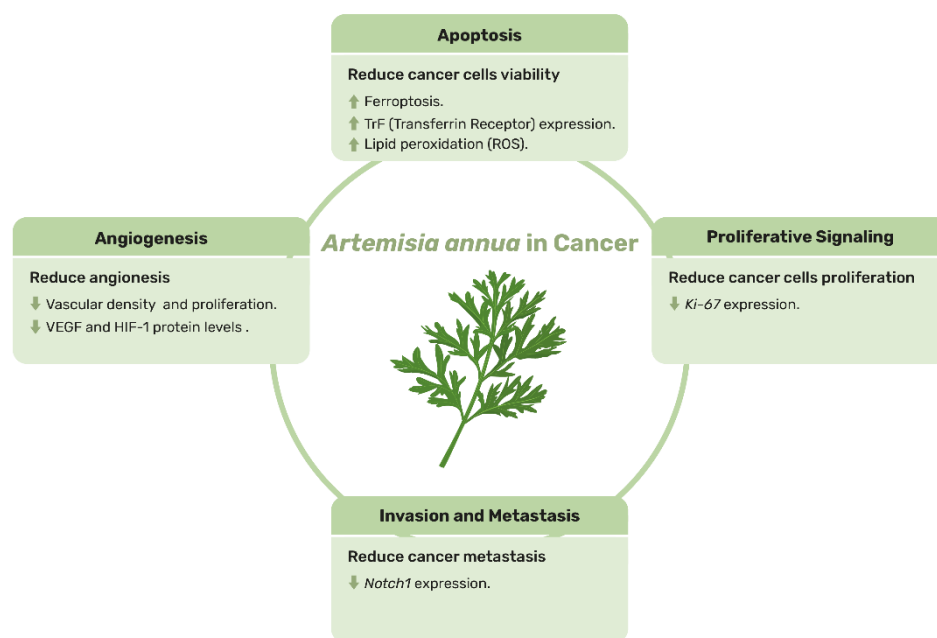 Apoptosis
Reduce cancer cells viability
Ferroptosis.
TrF (Transferrin Receptor) expression.
Lipid peroxidation (ROS).
Artemisia annua in Cancer
Angiogenesis
Reduce angionesis
Vascular density and proliferation.
VEGF and HIF-1 protein levels .
Proliferative Signaling
Reduce cancer cells proliferation
Ki-67 expression.
Invasion and Metastasis
Reduce cancer metastasis
Notch1 expression.